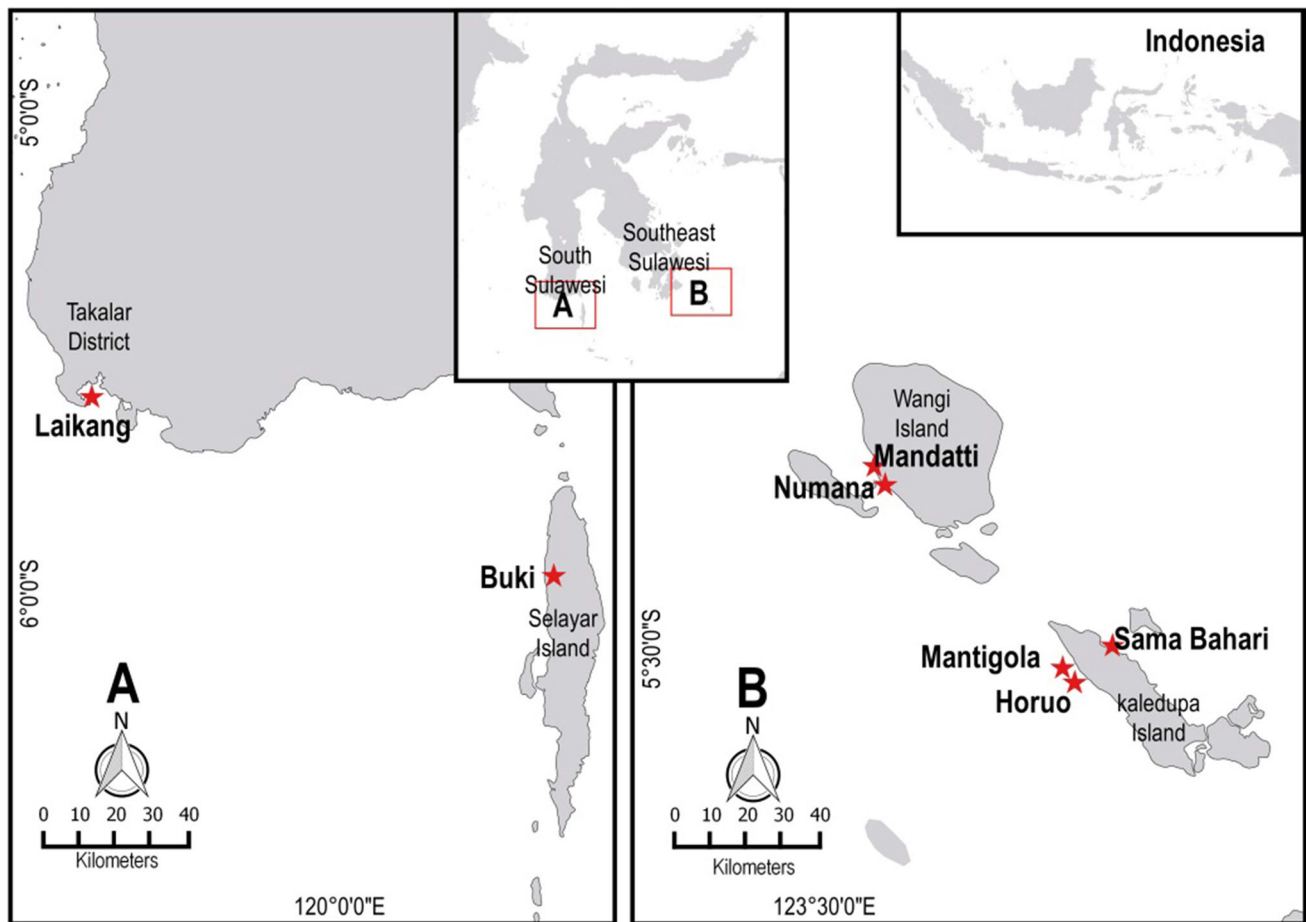 5°0'0"S
Takalar
District
Laikang
6°0'0"S
Buki
Selayar
Island
A
N
0 10 20 30 40
Kilometers
120°0'0"E
South
Sulawesi
Southeast
Sulawesi
A
B
Indonesia
Wangi
Island
Mandatti
Numana
5°30'0"S
Sama Bahari
Mantigola
Horuo
kaledupa
Island
B
N
0 10 20 30 40
Kilometers
123°30'0"E